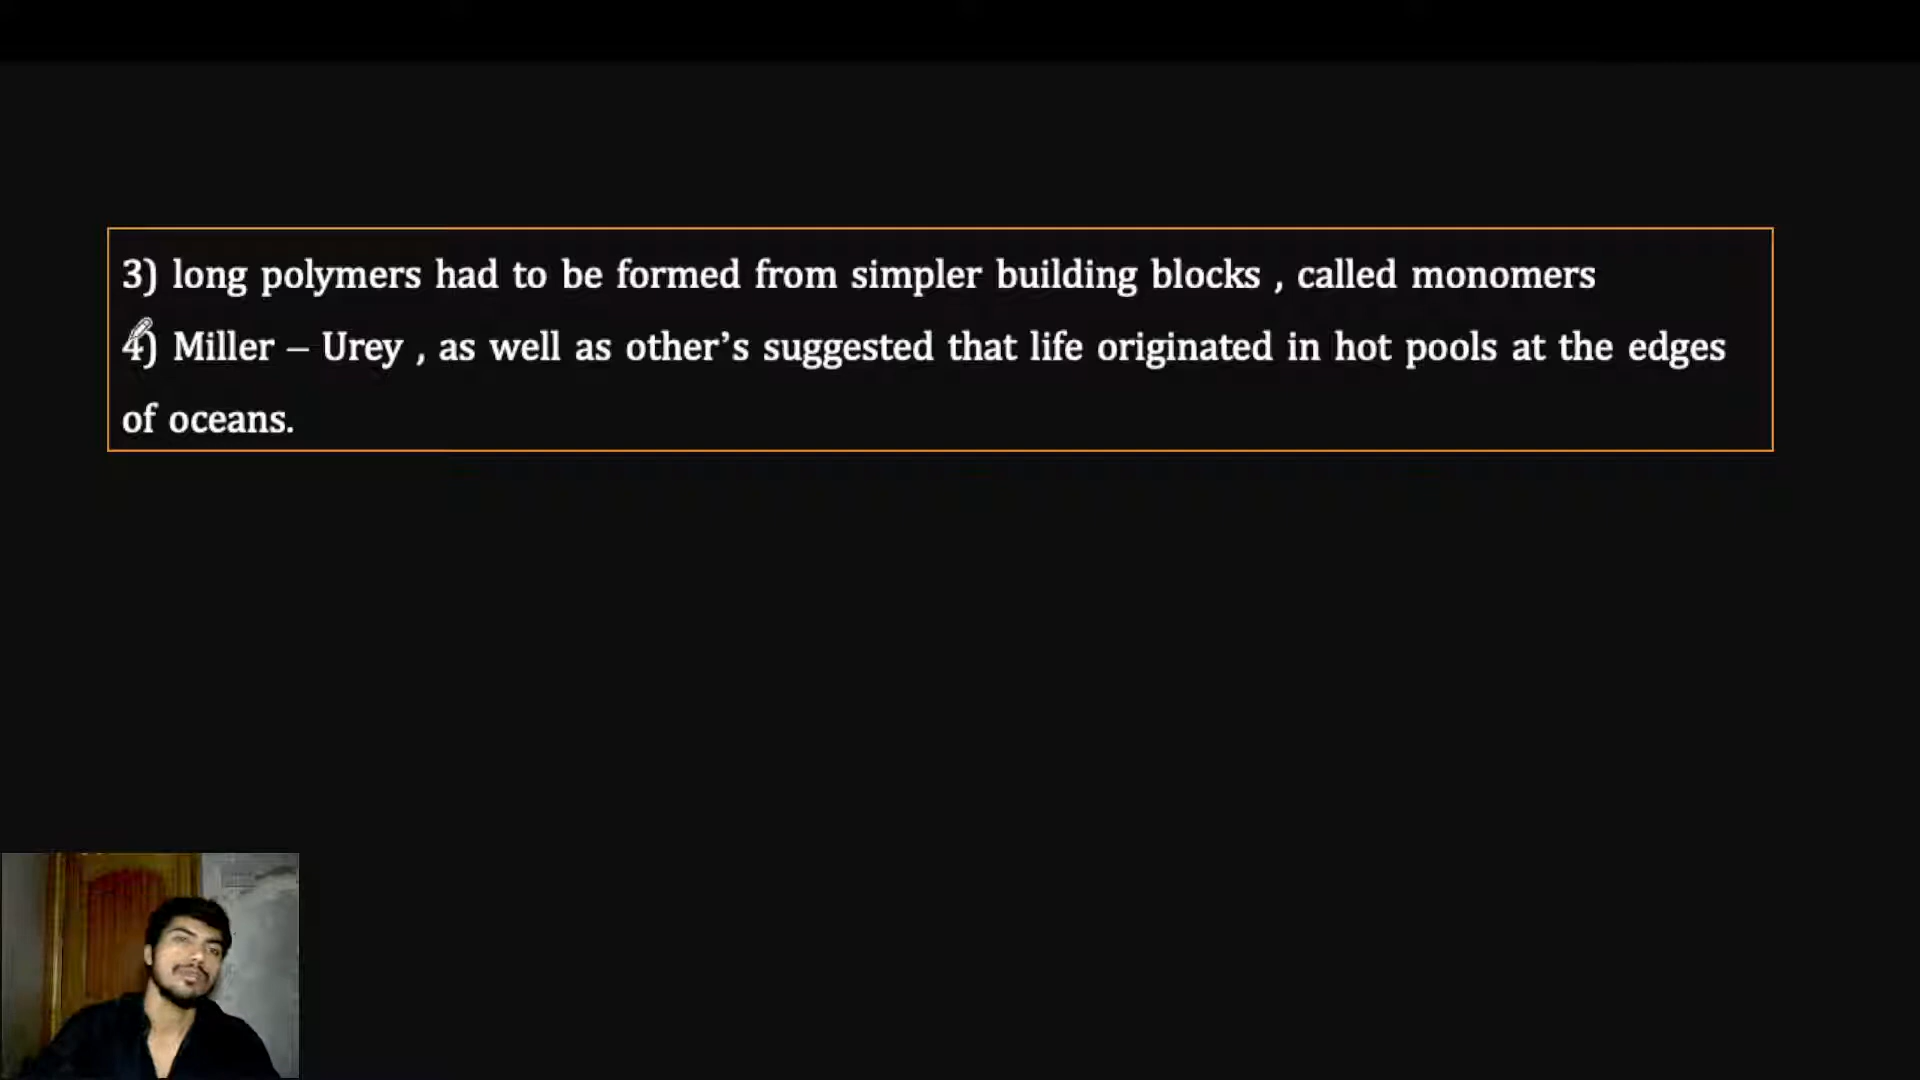 3) long polymers had to be formed from simpler building blocks , called monomers
4) Miller – Urey , as well as other’s suggested that life originated in hot pools at the edges
of oceans.